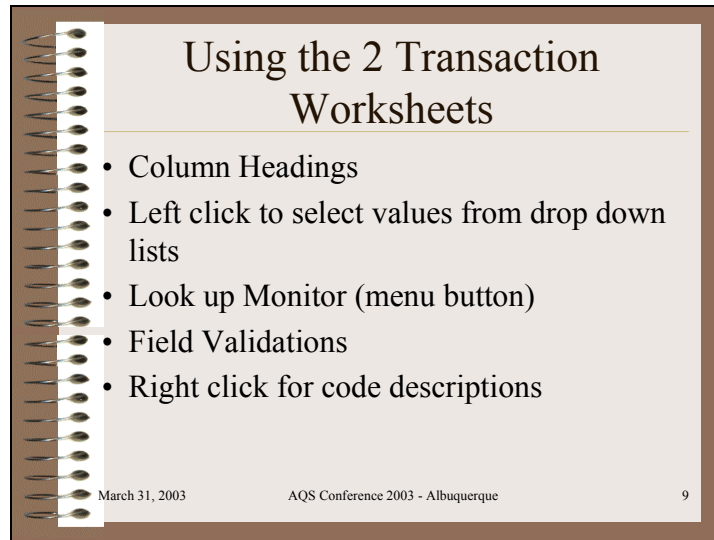 Using the 2 Transaction
Worksheets
• Column Headings
• Left click to select values from drop down
lists
• Look up Monitor (menu button)
• Field Validations
• Right click for code descriptions
March 31, 2003 AQS Conference 2003 - Albuquerque 9